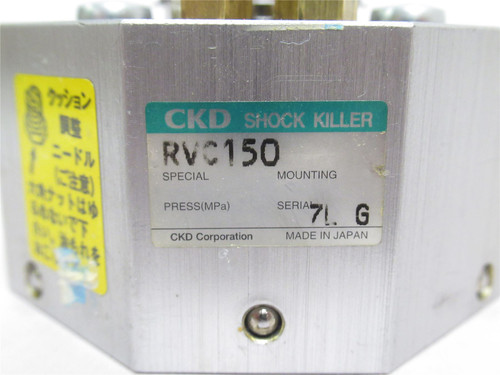 クッション
調整
ニードル
(ご注意)
CKD SHOCK KILLER
RVC150
SPECIAL MOUNTING
PRESS(MPa) SERIAL 7L G
CKD Corporation MADE IN JAPAN